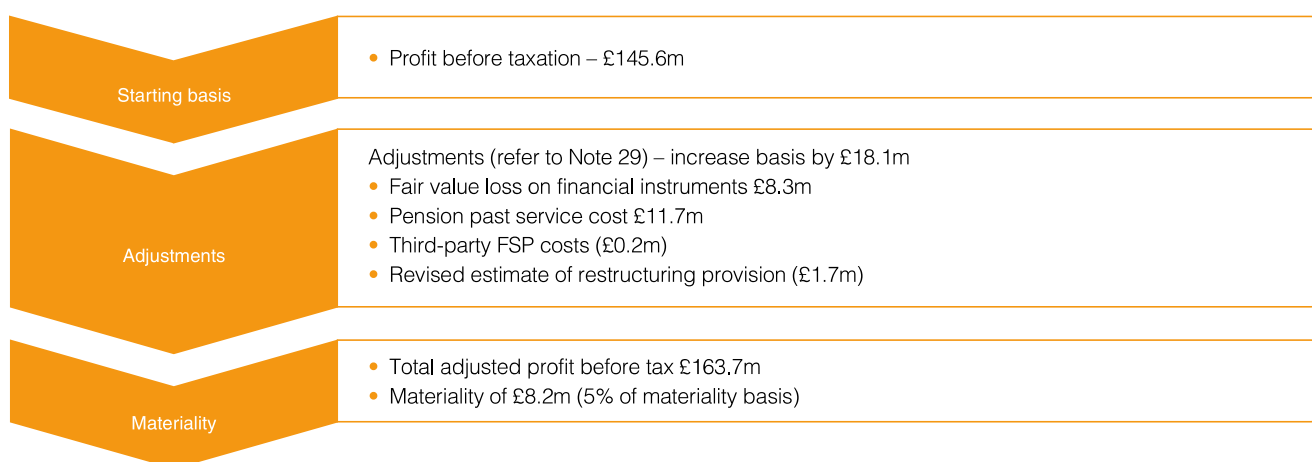 Starting basis
• Profit before taxation – £145.6m
Adjustments
Adjustments (refer to Note 29) – increase basis by £18.1m
• Fair value loss on financial instruments £8.3m
• Pension past service cost £11.7m
• Third-party FSP costs (£0.2m)
• Revised estimate of restructuring provision (£1.7m)
Materiality
• Total adjusted profit before tax £163.7m
• Materiality of £8.2m (5% of materiality basis)